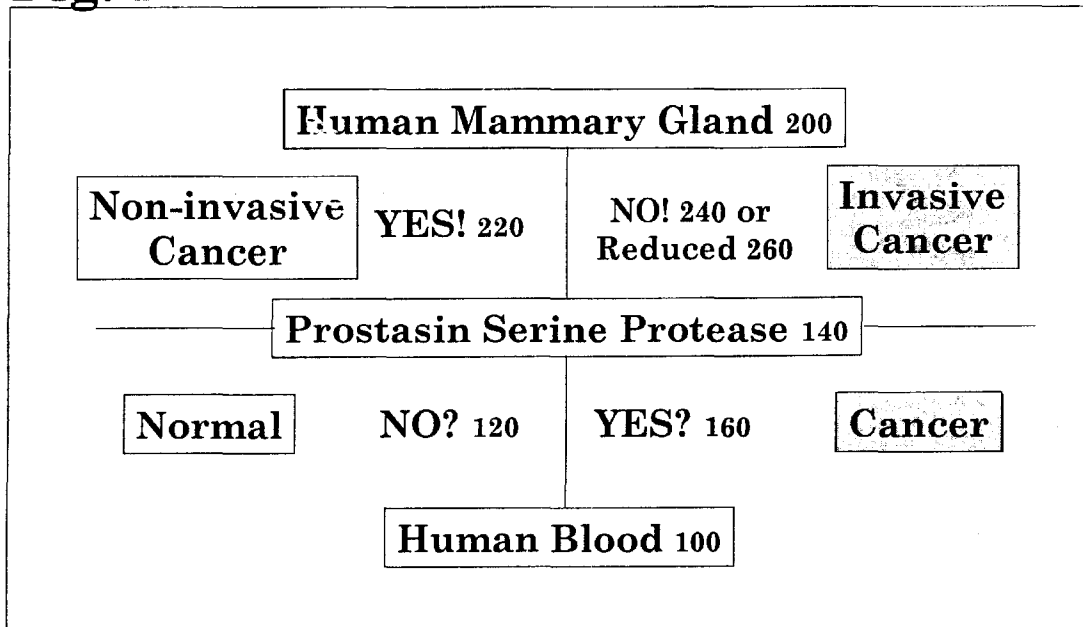 Human Mammary Gland 200
Non-invasive
Cancer
YES! 220
NO! 240 or
Reduced 260
Invasive
Cancer
Prostasin Serine Protease 140
Normal
NO? 120
YES? 160
Cancer
Human Blood 100